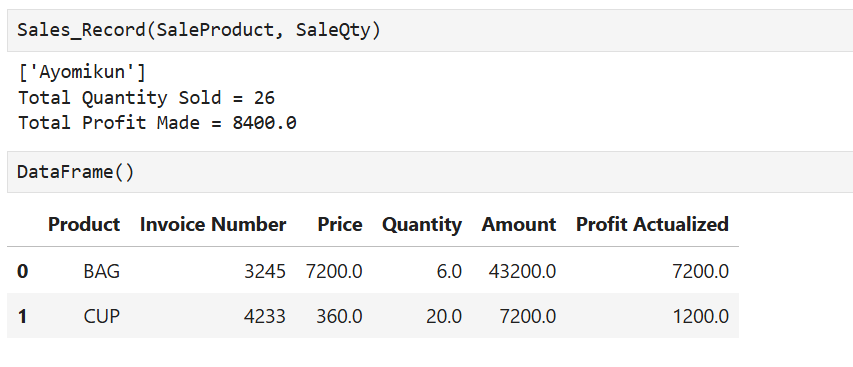 Sales_Record(SaleProduct, SaleQty)
['Ayomikun']
Total Quantity Sold = 26
Total Profit Made = 8400.0
DataFrame()
Product Invoice Number Price Quantity Amount Profit Actualized
0 BAG 3245 7200.0 6.0 43200.0 7200.0
1 CUP 4233 360.0 20.0 7200.0 1200.0